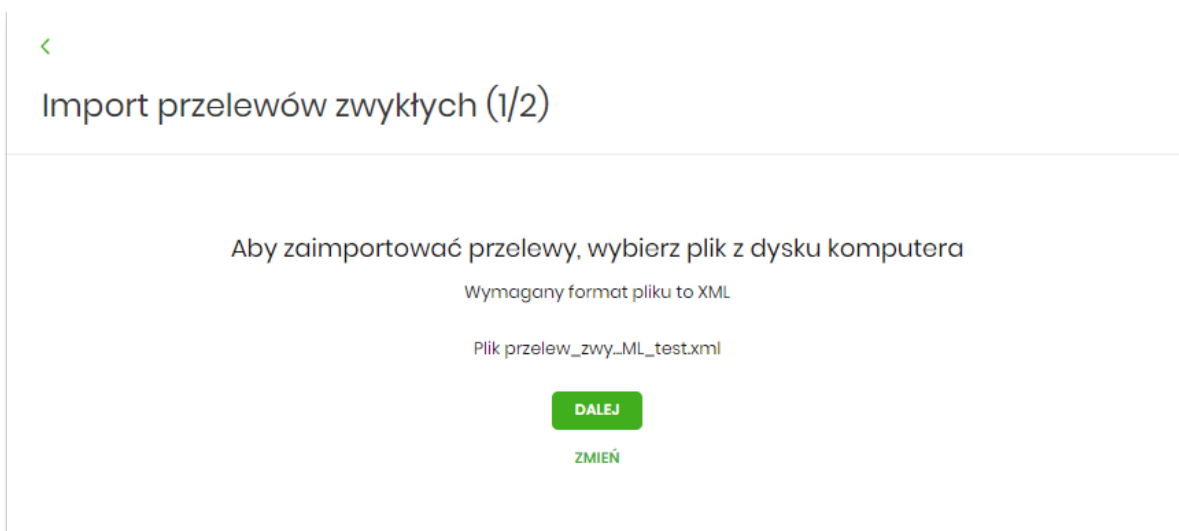 Import przelewów zwykłych (1/2)
Aby zaimportować przelewy, wybierz plik z dysku komputera
Wymagany format pliku to XML
Plik przelew_zwy...ML_test.xml
DALEJ
ZMIEŃ